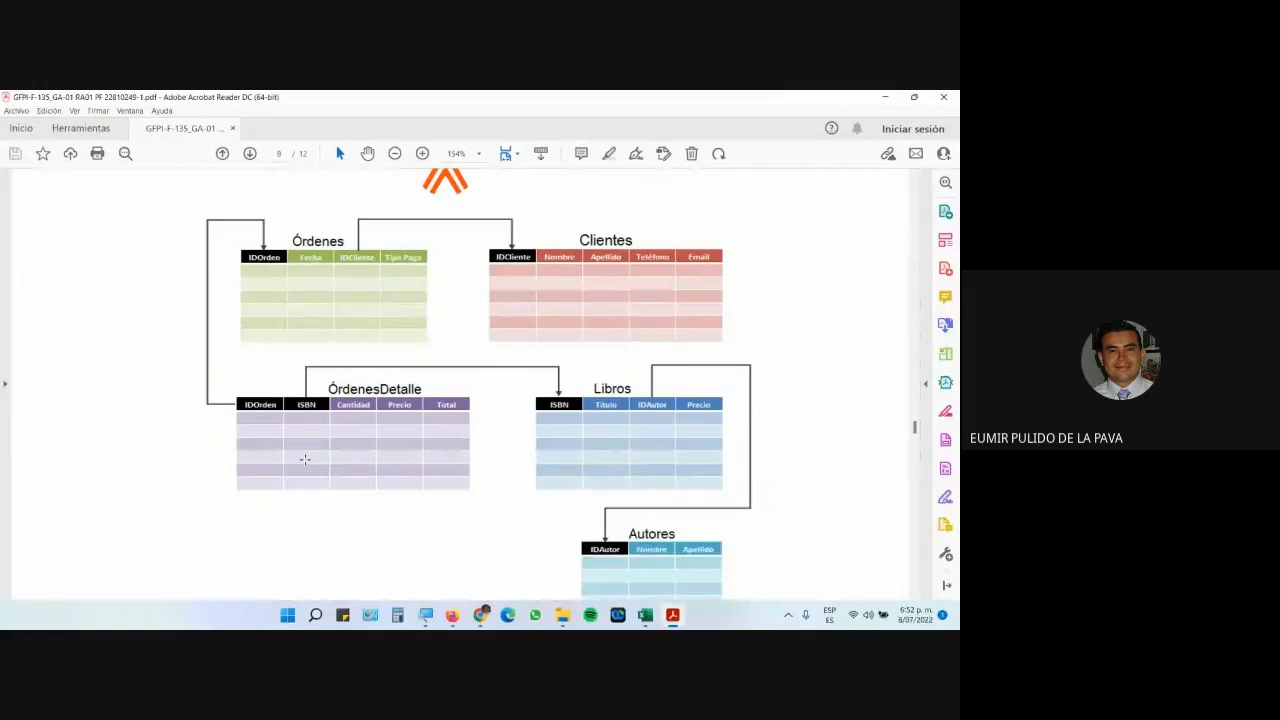 GFPI-F-135_GA-01 RA01 PF 22810249-1.pdf - Adobe Acrobat Reader DC (64-bit)
Archivo Edición Ver Firmar Ventana Ayuda
Inicio Herramientas GFPI-F-135_GA-01 ... × Iniciar sesión
8 / 12 154%
Órdenes
IDOrden Fecha IDCliente Tipo Pago
Clientes
IDCliente Nombre Apellido Teléfono Email
ÓrdenesDetalle
IDOrden ISBN Cantidad Precio Total
Libros
ISBN Título IDAutor Precio
Autores
IDAutor Nombre Apellido
EUMIR PULIDO DE LA PAVA
ESP
ES
6:52 p. m.
8/07/2022